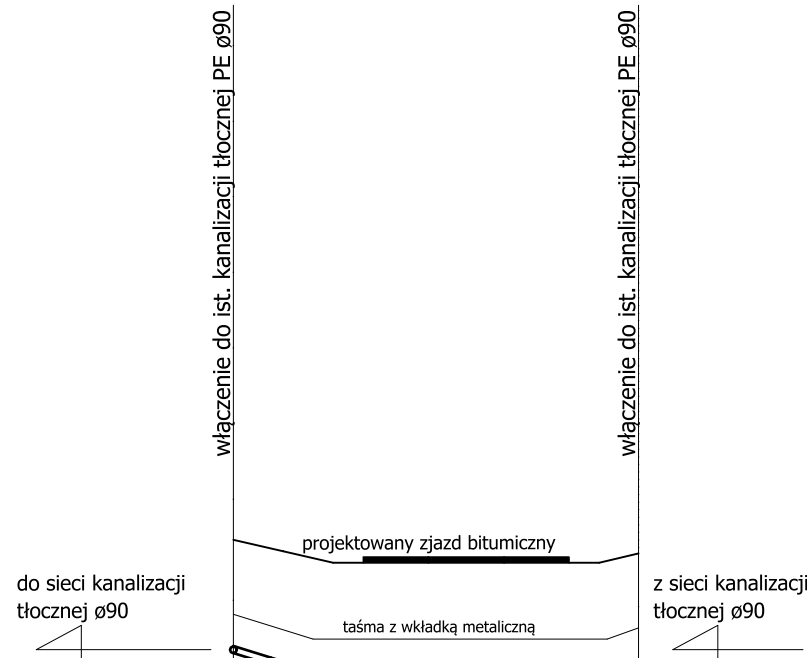 włączenie do ist. kanalizacji tłocznej PE ø90
włączenie do ist. kanalizacji tłocznej PE ø90
projektowany zjazd bitumiczny
do sieci kanalizacji
tłocznej ø90
z sieci kanalizacji
tłocznej ø90
taśma z wkładką metaliczną